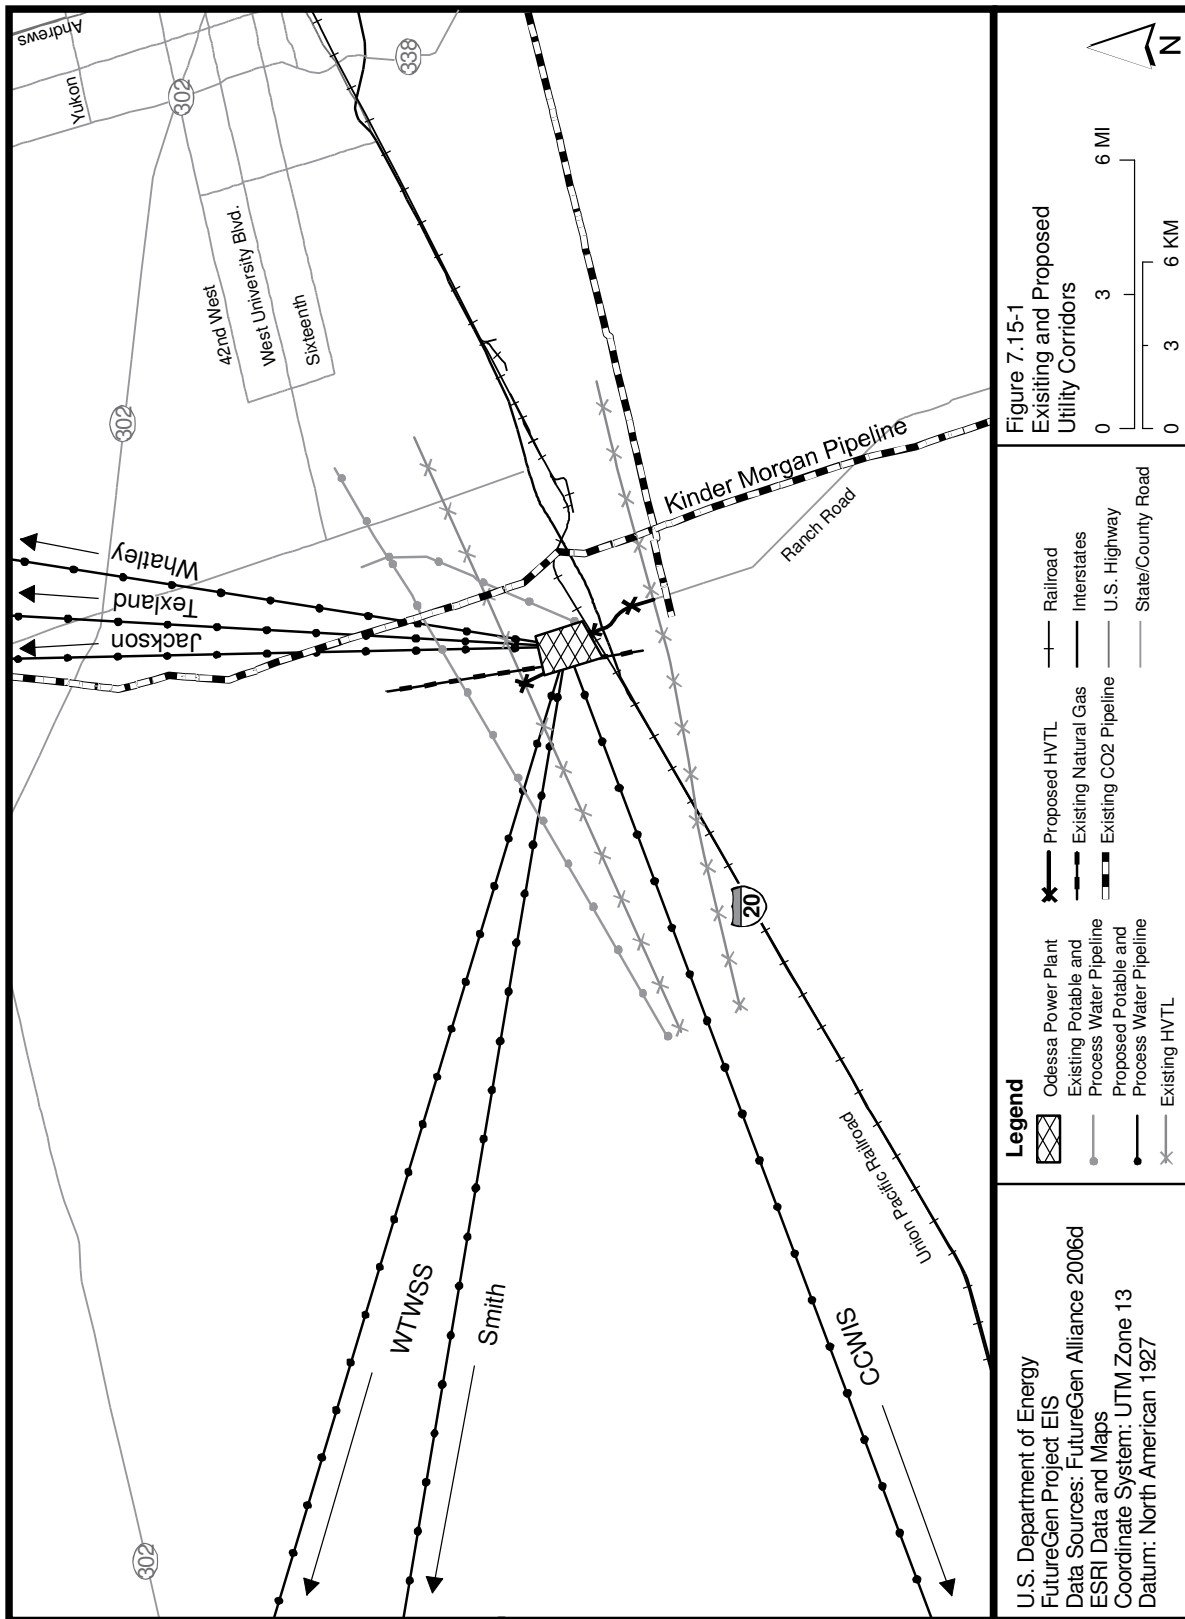 Andrews
Yukon
302
338
302
42nd West
West University Blvd.
Sixteenth
Whatley
Texland
Jackson
Kinder Morgan Pipeline
Ranch Road
20
WTWSS
Smith
CCWIS
Union Pacific Railroad
302
U.S. Department of Energy
FutureGen Project EIS
Data Sources: FutureGen Alliance 2006d
ESRI Data and Maps
Coordinate System: UTM Zone 13
Datum: North American 1927
Legend
Odessa Power Plant
Existing Potable and
Process Water Pipeline
Proposed Potable and
Process Water Pipeline
Existing HVTL
Proposed HVTL
Existing Natural Gas
Existing CO2 Pipeline
Railroad
Interstates
U.S. Highway
State/County Road
Figure 7.15-1
Exisiting and Proposed
Utility Corridors
0 3 6 MI
0 3 6 KM
N